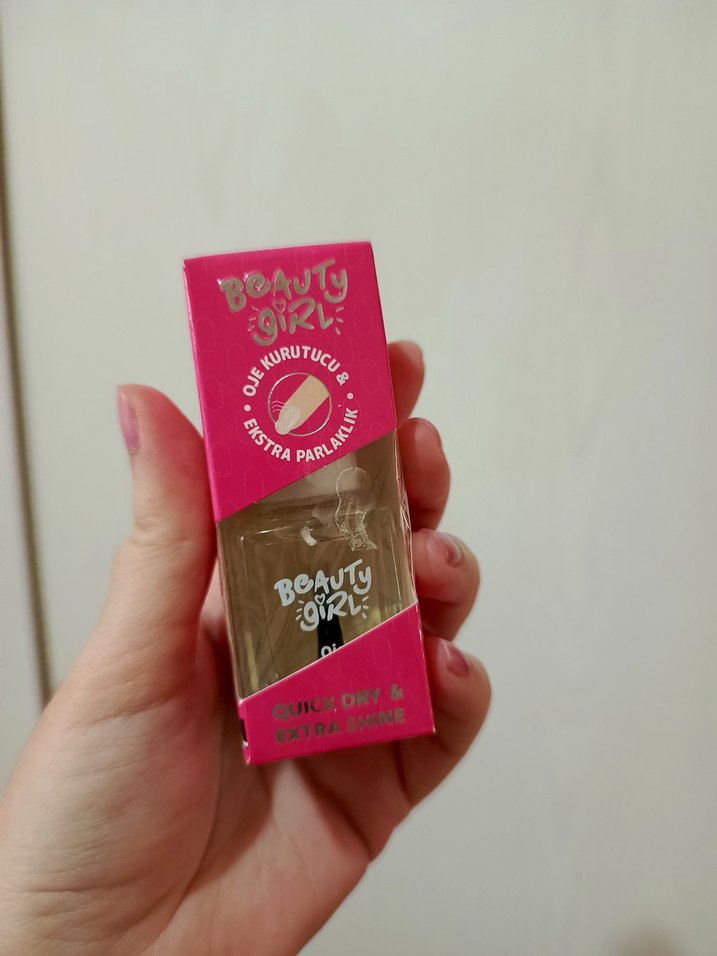 BEAUTY
GIRL
OJE KURUTUCU &
EKSTRA PARLAKLIK
BEAUTY
GIRL
QUICK DRY &
EXTRA SHINE